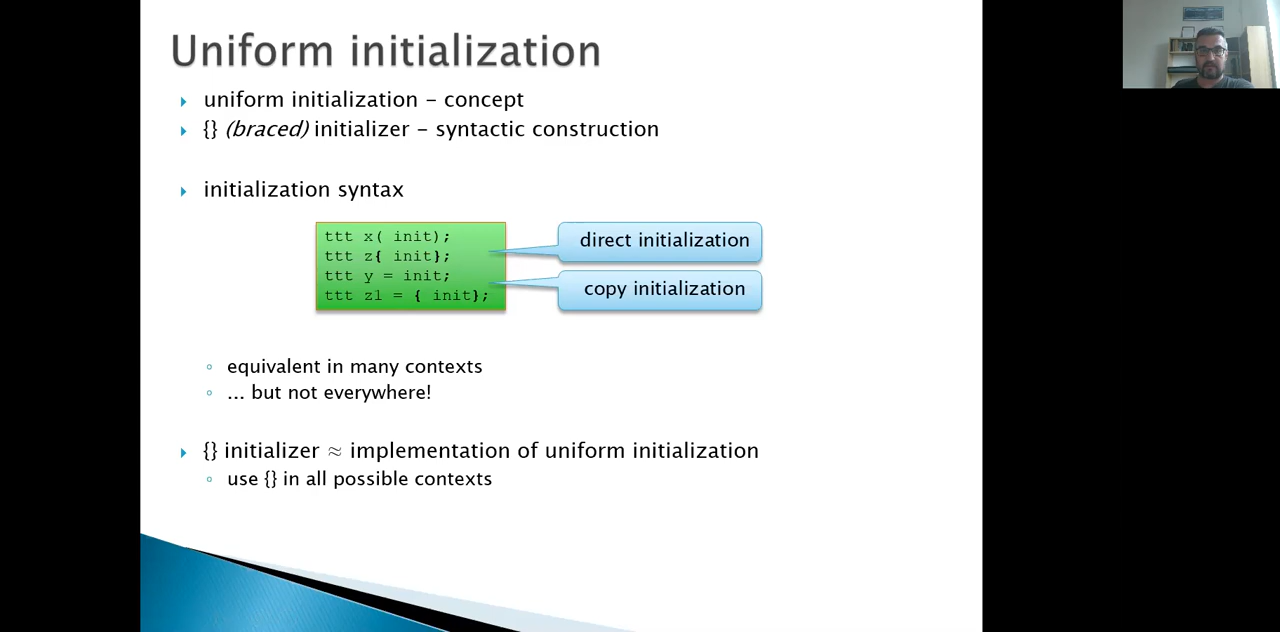 Uniform initialization
uniform initialization – concept
{} (braced) initializer – syntactic construction
initialization syntax
ttt x( init);
ttt z{ init};
ttt y = init;
ttt z1 = { init};
direct initialization
copy initialization
equivalent in many contexts
... but not everywhere!
{} initializer ≈ implementation of uniform initialization
use {} in all possible contexts